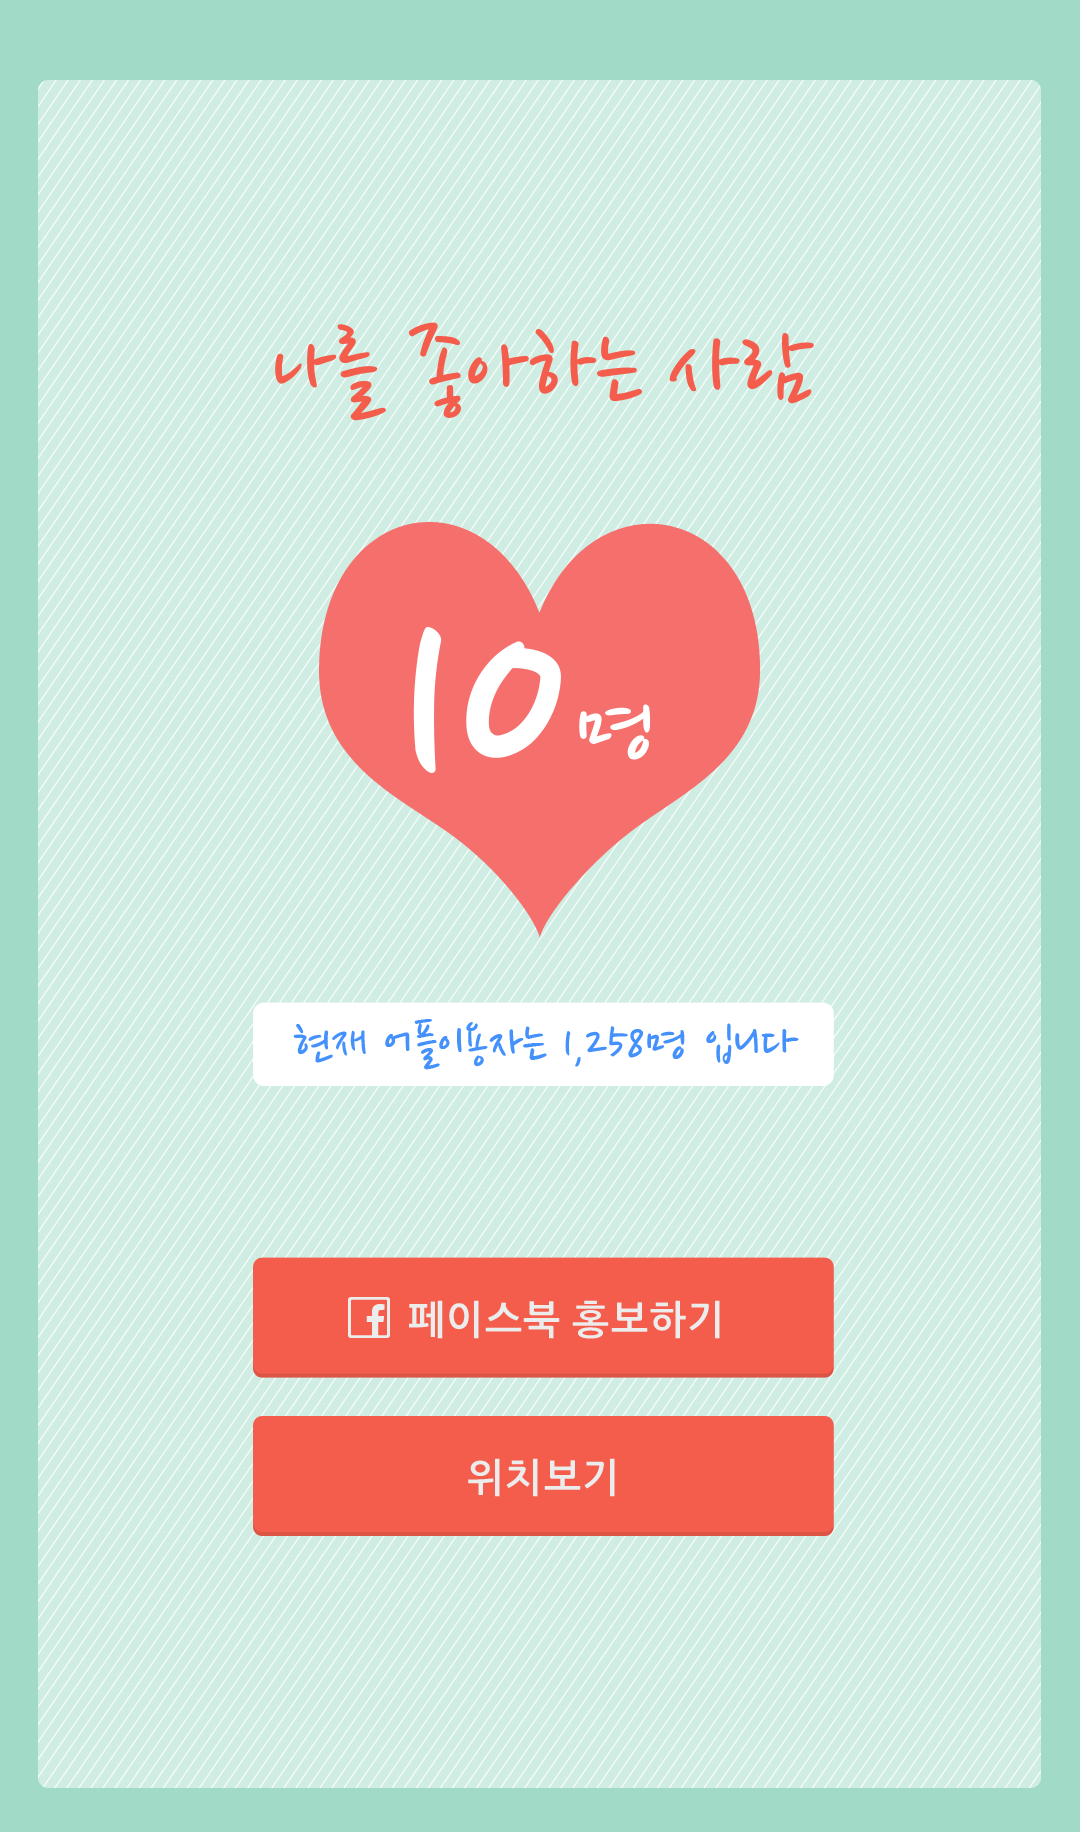 나를 좋아하는 사람
10명
현재 어플이용자는 1,258명 입니다
페이스북 홍보하기
위치보기